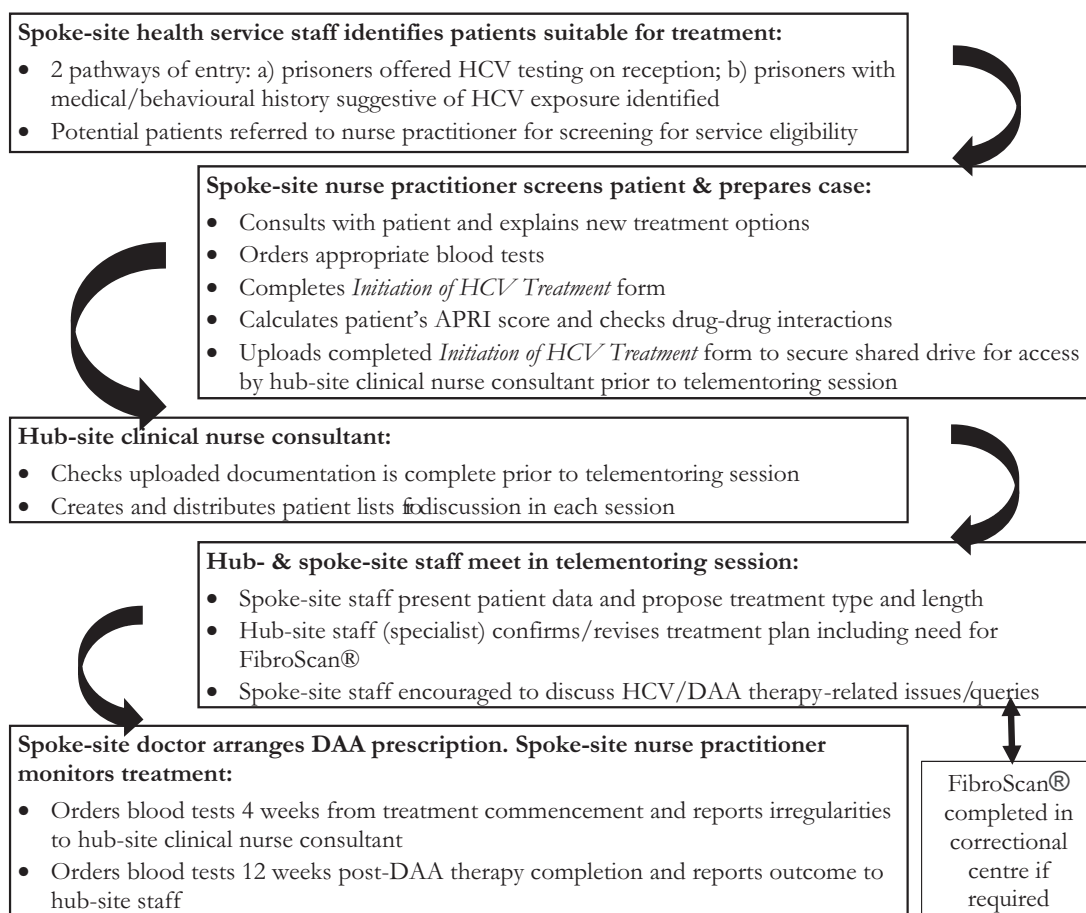 Spoke-site health service staff identifies patients suitable for treatment:
• 2 pathways of entry: a) prisoners offered HCV testing on reception; b) prisoners with
medical/behavioural history suggestive of HCV exposure identified
• Potential patients referred to nurse practitioner for screening for service eligibility
Spoke-site nurse practitioner screens patient & prepares case:
• Consults with patient and explains new treatment options
• Orders appropriate blood tests
• Completes Initiation of HCV Treatment form
• Calculates patient's APRI score and checks drug-drug interactions
• Uploads completed Initiation of HCV Treatment form to secure shared drive for access
by hub-site clinical nurse consultant prior to telementoring session
Hub-site clinical nurse consultant:
• Checks uploaded documentation is complete prior to telementoring session
• Creates and distributes patient lists discussion in each session
Hub- & spoke-site staff meet in telementoring session:
• Spoke-site staff present patient data and propose treatment type and length
• Hub-site staff (specialist) confirms/revises treatment plan including need for
FibroScan®
• Spoke-site staff encouraged to discuss HCV/DAA therapy-related issues/queries
Spoke-site doctor arranges DAA prescription. Spoke-site nurse practitioner
monitors treatment:
• Orders blood tests 4 weeks from treatment commencement and reports irregularities
to hub-site clinical nurse consultant
• Orders blood tests 12 weeks post-DAA therapy completion and reports outcome to
hub-site staff
FibroScan®
completed in
correctional
centre if
required